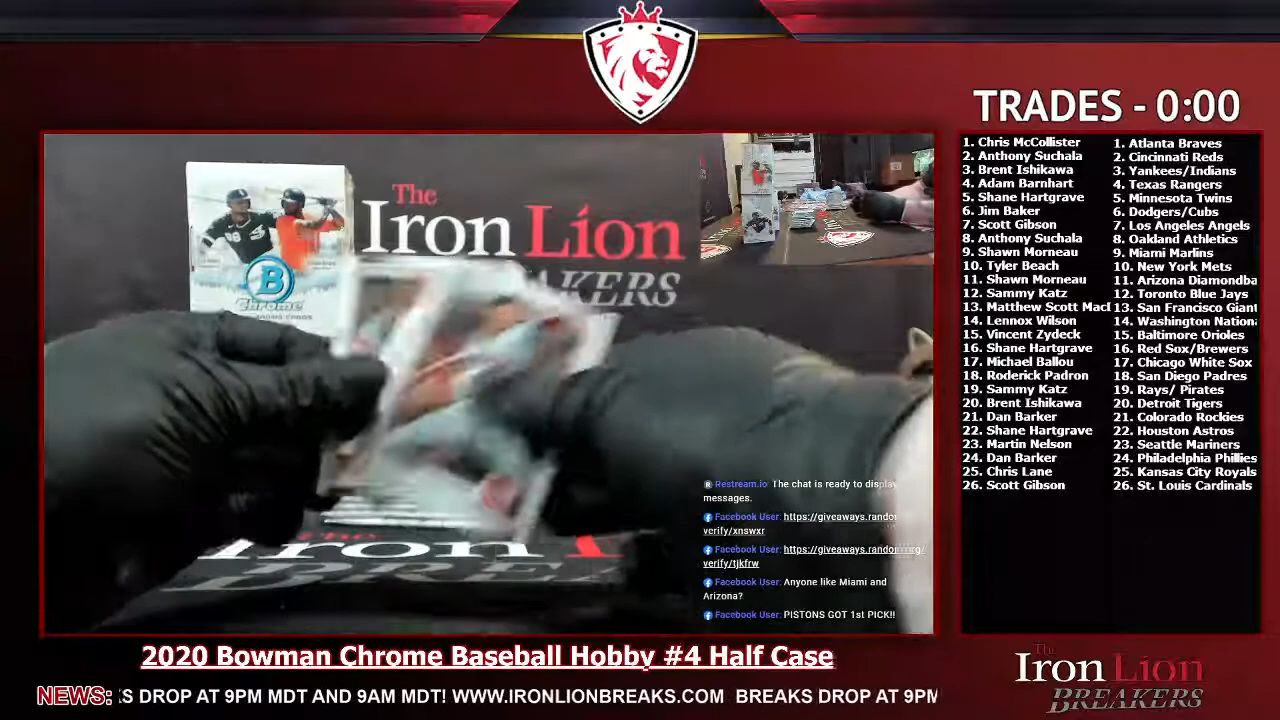 TRADES - 0:00
1. Chris McCollister
2. Anthony Suchala
3. Brent Ishikawa
4. Adam Barnhart
5. Shane Hartgrave
6. Jim Baker
7. Scott Gibson
8. Anthony Suchala
9. Shawn Morneau
10. Tyler Beach
11. Shawn Morneau
12. Sammy Katz
13. Matthew Scott Macl
14. Lennox Wilson
15. Vincent Zydeck
16. Shane Hartgrave
17. Michael Ballou
18. Roderick Padron
19. Sammy Katz
20. Brent Ishikawa
21. Dan Barker
22. Shane Hartgrave
23. Martin Nelson
24. Dan Barker
25. Chris Lane
26. Scott Gibson
1. Atlanta Braves
2. Cincinnati Reds
3. Yankees/Indians
4. Texas Rangers
5. Minnesota Twins
6. Dodgers/Cubs
7. Los Angeles Angels
8. Oakland Athletics
9. Miami Marlins
10. New York Mets
11. Arizona Diamondba
12. Toronto Blue Jays
13. San Francisco Giant
14. Washington Nationa
15. Baltimore Orioles
16. Red Sox/Brewers
17. Chicago White Sox
18. San Diego Padres
19. Rays/ Pirates
20. Detroit Tigers
21. Colorado Rockies
22. Houston Astros
23. Seattle Mariners
24. Philadelphia Phillies
25. Kansas City Royals
26. St. Louis Cardinals
The
Iron Lion
AKERS
B
Chrome
The
Iron
BREA
Restream.io: The chat is ready to display
messages.
Facebook User: https://giveaways.random
verify/xnswxr
Facebook User: https://giveaways.random.org/
verify/tjkfrw
Facebook User: Anyone like Miami and
Arizona?
Facebook User: PISTONS GOT 1st PICK!!
2020 Bowman Chrome Baseball Hobby #4 Half Case
NEWS: KS DROP AT 9PM MDT AND 9AM MDT! WWW.IRONLIONBREAKS.COM BREAKS DROP AT 9PM
The
Iron Lion
BREAKERS